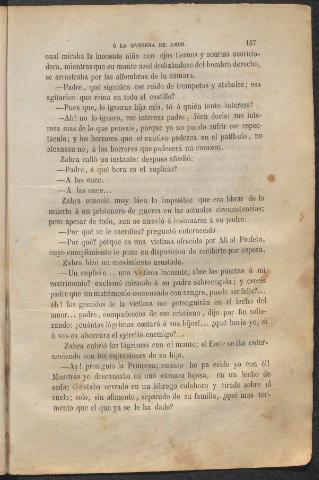 Ó LA BANDERA DE AMOR. 157
cual miraba la inocente niña con ojos tiernos y sonrisa acaricia-
dora, mientras que su manto azul deslizándose del hombro derecho,
se arrastraba por las alfombras de la cámara.
—Padre, qué significa ese ruido de trompetas y atabales; esa
agitacion que reina en todo el castillo?
—Pues que, lo ignoras hija mia, tú á quién tanto interesa?
—Ah! no lo ignoro, me interesa padre, bien decis; me inte-
resa mas de lo que pensais, porque yo no puedo sufrir ese espec-
táculo; y los horrores que el cautivo padezca en el patíbulo, no
alcanzan no, á los horrores que padecerá mi corazon.
Zahra calló un instante: despues añadió:
—Padre, á qué hora es el suplicio?
—A las once.
—A las once...
Zahra conoció muy bien lo imposible que era librar de la
muerte á un prisionero de guerra en las actuales circunstancias;
pero apesar de todo, aun se atrevió á insinuarse á su padre.
—Por qué se le sacrifica? preguntó enternecida.
—Por qué? porque es una víctima ofrecida por Alí al Profeta,
cuyo cumplimiento le pone en disposicion de recibirte por esposa.
Zahra hizo un movimiento asustada.
—Un suplicio... una víctima inocente, abre las puertas á mi
matrimonio? esclamó mirando á su padre sobrecogida; y creeis
padre que un matrimonio comenzado con sangre, puede ser feliz?...
ah! los gemidos de la víctima me perseguirán en el lecho del
amor... padre, compadeceos de ese cristiano, dijo por fin sollo-
zando: ¡cuántas lágrimas costará á sus hijos!... ¿qué haria yo, si
á vos os ahorcara el ejército enemigo?...
Zahra cubrió las lágrimas con el manto; el Emir se iba enter-
neciendo con las espresiones de su hija.
—Ay! prosiguió la Princesa; cuánto he pa ecido yo con él!
Mientras yo descansaba en una cámara lujosa, en un lecho de
seda; él estaba cerrado en un lóbrego calabozo y tirado sobre el
suelo; solo, sin alimento, separado de su familia, ¿qué mas tor-
mento que el que ya se le ha dado?